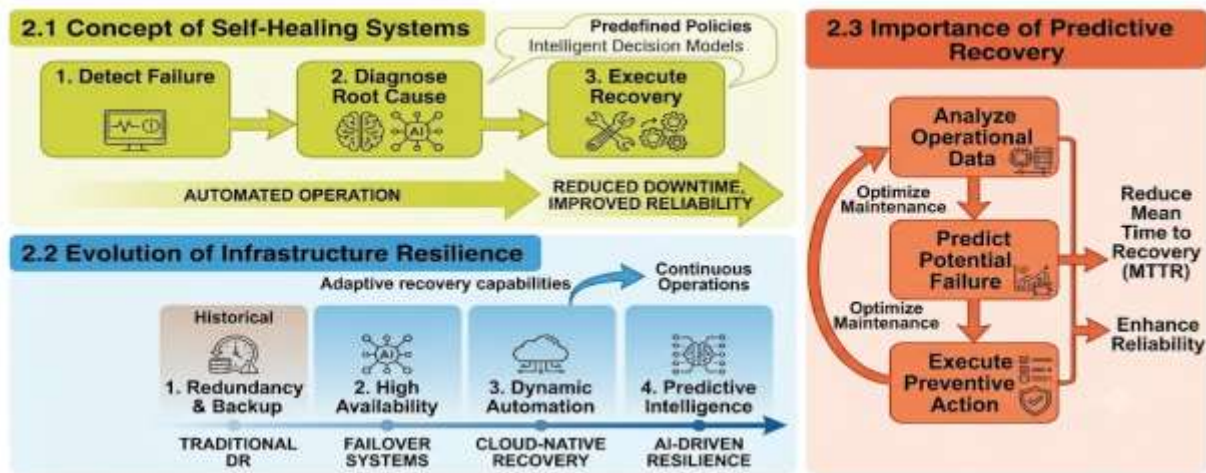 2.1 Concept of Self-Healing Systems
Predefined Policies
Intelligent Decision Models
1. Detect Failure
2. Diagnose
Root Cause
AI
3. Execute
Recovery
AUTOMATED OPERATION
REDUCED DOWNTIME,
IMPROVED RELIABILITY
2.2 Evolution of Infrastructure Resilience
Adaptive recovery capabilities
Continuous
Operations
Historical
1. Redundancy
& Backup
AI
2. High
Availability
3. Dynamic
Automation
4. Predictive
Intelligence
TRADITIONAL
DR
FAILOVER
SYSTEMS
CLOUD-NATIVE
RECOVERY
AI-DRIVEN
RESILIENCE
2.3 Importance of Predictive
Recovery
Analyze
Operational
Data
Optimize
Maintenance
Predict
Potential
Failure
Optimize
Maintenance
Execute
Preventive
Action
Reduce
Mean
Time to
Recovery
(MTTR)
Enhance
Reliability